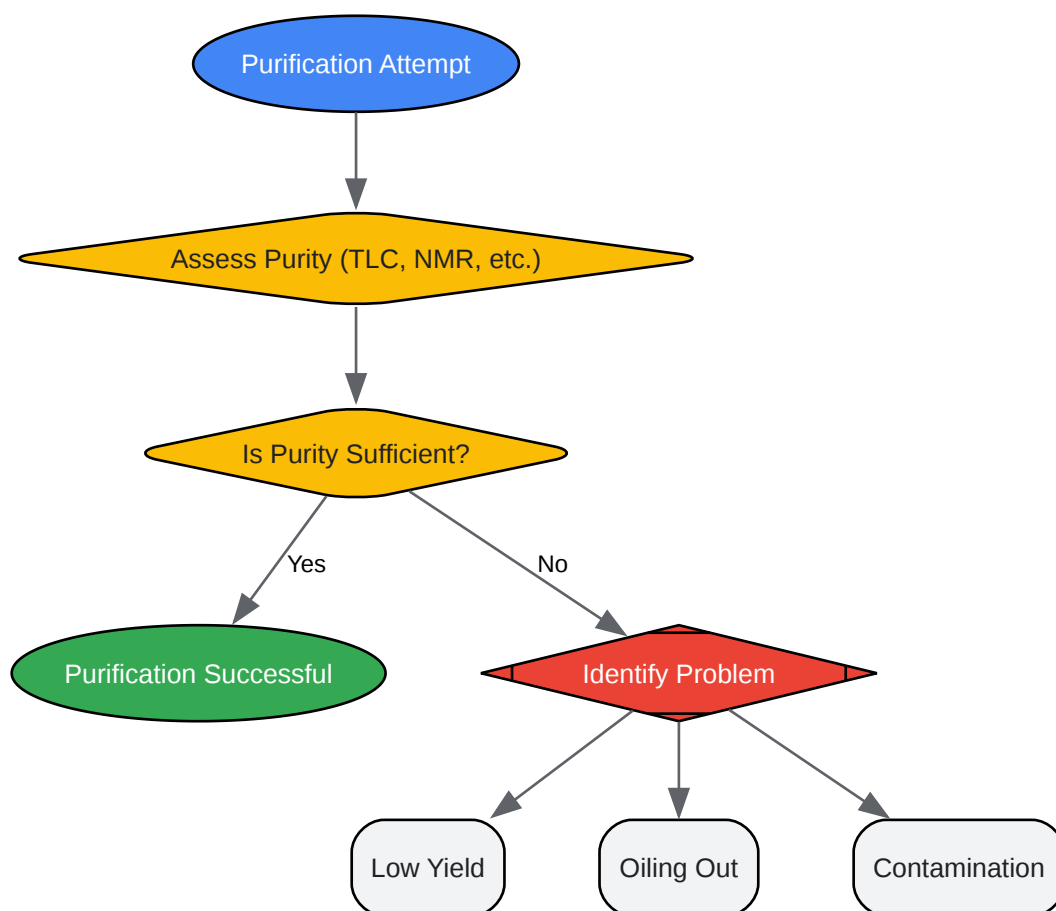 Purification Attempt
Assess Purity (TLC, NMR, etc.)
Is Purity Sufficient?
Yes
No
Purification Successful
Identify Problem
Low Yield
Oiling Out
Contamination